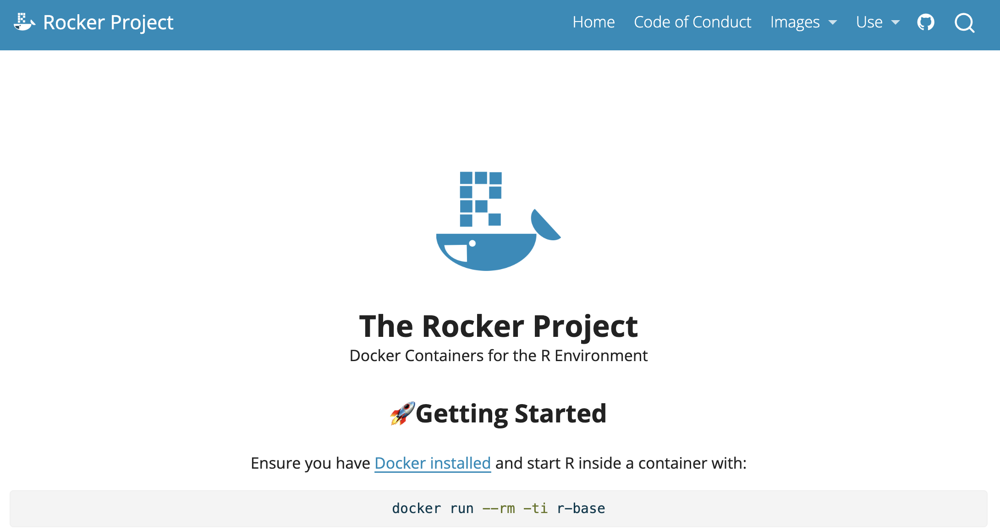 Rocker Project
Home Code of Conduct Images Use
R
The Rocker Project
Docker Containers for the R Environment
🚀Getting Started
Ensure you have Docker installed and start R inside a container with:
docker run --rm -ti r-base